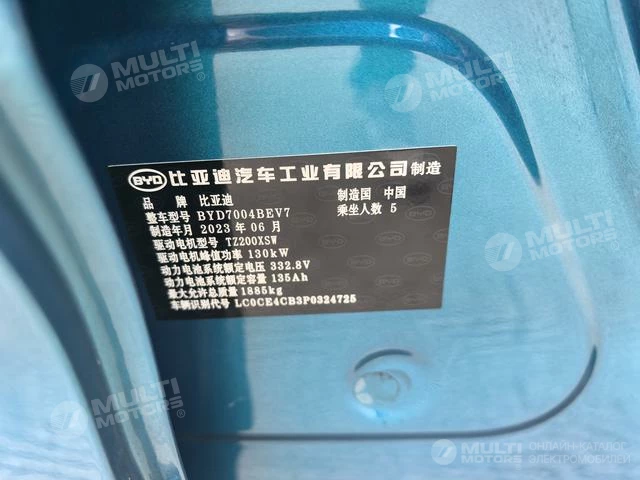 BYD 比亚迪汽车工业有限公司 制造
品 牌 比亚迪
制造国 中国
整车型号 BYD7004BEV7
乘坐人数 5
制造年月 2023 年 06 月
驱动电机型号 TZ200XSW
驱动电机峰值功率 130kW
动力电池系统额定电压 332.8V
动力电池系统额定容量 135Ah
最大允许总质量 1885kg
车辆识别代号 LC0CE4CB3P0324725
MULTI MOTORS
MULTI MOTORS
MULTI MOTORS
MULTI MOTORS
MULTI MOTORS
MULTI MOTORS
ОНЛАЙН-КАТАЛОГ
ЭЛЕКТРОМОБИЛЕЙ